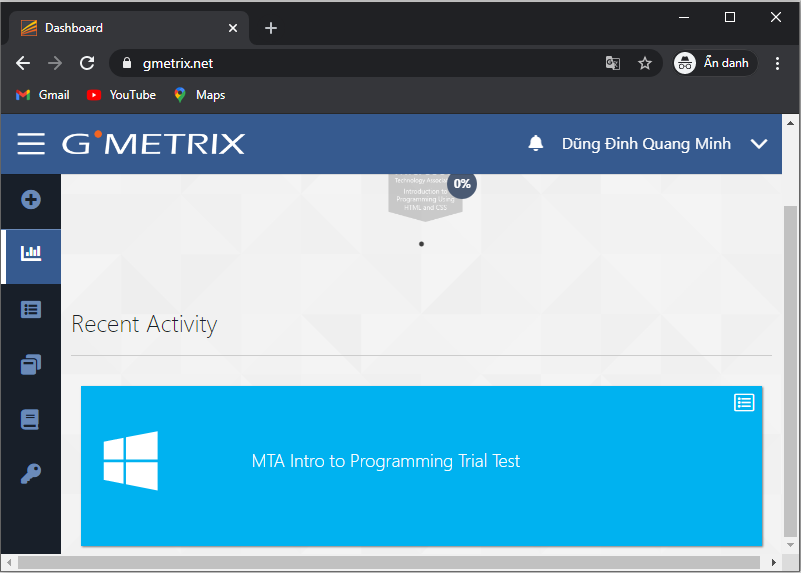 Dashboard
gmetrix.net
Ẩn danh
Gmail
YouTube
Maps
G METRIX
Dũng Đinh Quang Minh
Technology Associate
0%
Introduction to
Programming Using
HTML and CSS
Recent Activity
MTA Intro to Programming Trial Test